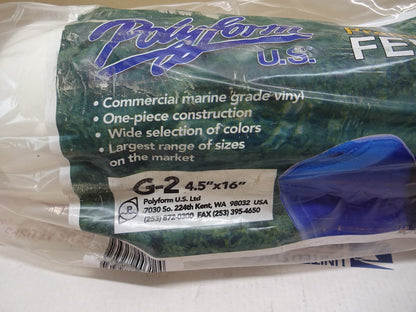 Polyform
U.S.
FE
• Commercial marine grade vinyl
• One-piece construction
• Wide selection of colors
• Largest range of sizes
on the market
G-2 4.5"x16"
Polyform U.S. Ltd
7030 So. 224th Kent, WA 98032 USA
(253) 872-0300 FAX (253) 395-4650